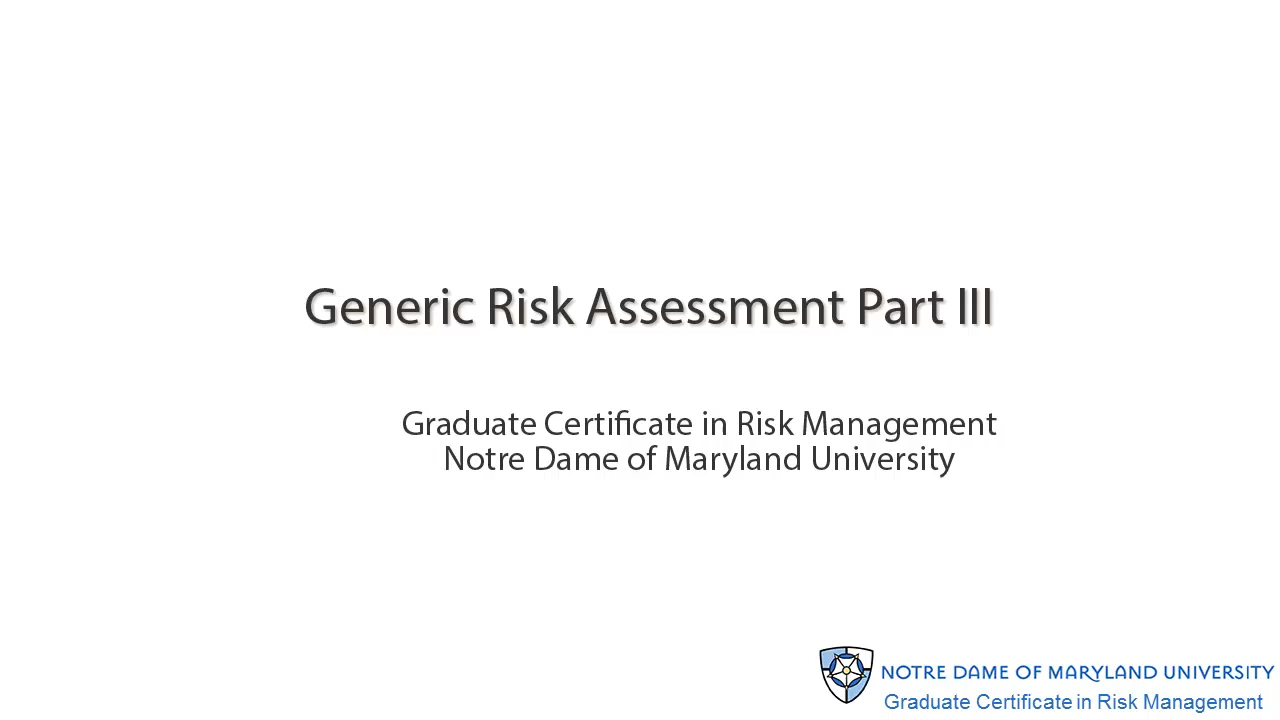 Generic Risk Assessment Part III
Graduate Certificate in Risk Management
Notre Dame of Maryland University
NOTRE DAME OF MARYLAND UNIVERSITY
Graduate Certificate in Risk Management